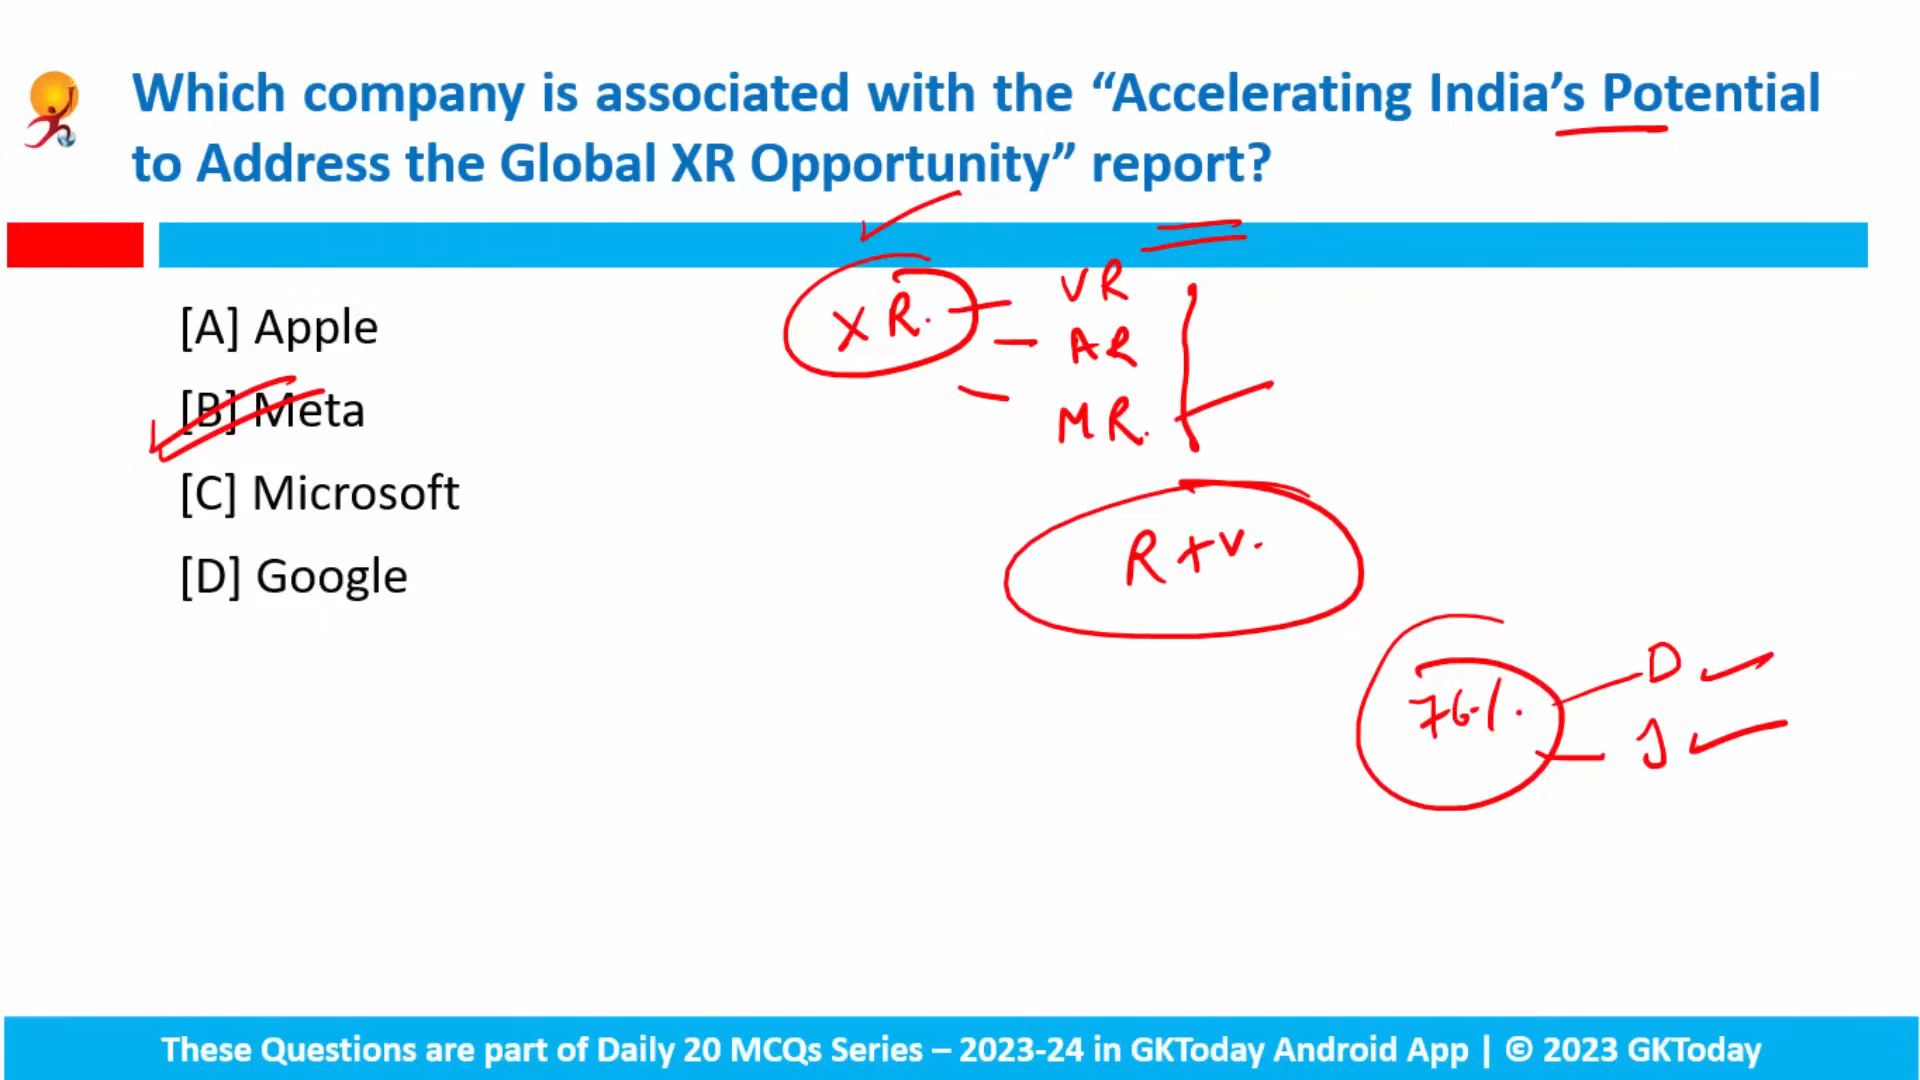 Which company is associated with the “Accelerating India’s Potential
to Address the Global XR Opportunity” report?
[A] Apple
[B] Meta
[C] Microsoft
[D] Google
XR.
VR
AR
MR.
R+V.
76%.
D
J
These Questions are part of Daily 20 MCQs Series – 2023-24 in GKToday Android App | © 2023 GKToday